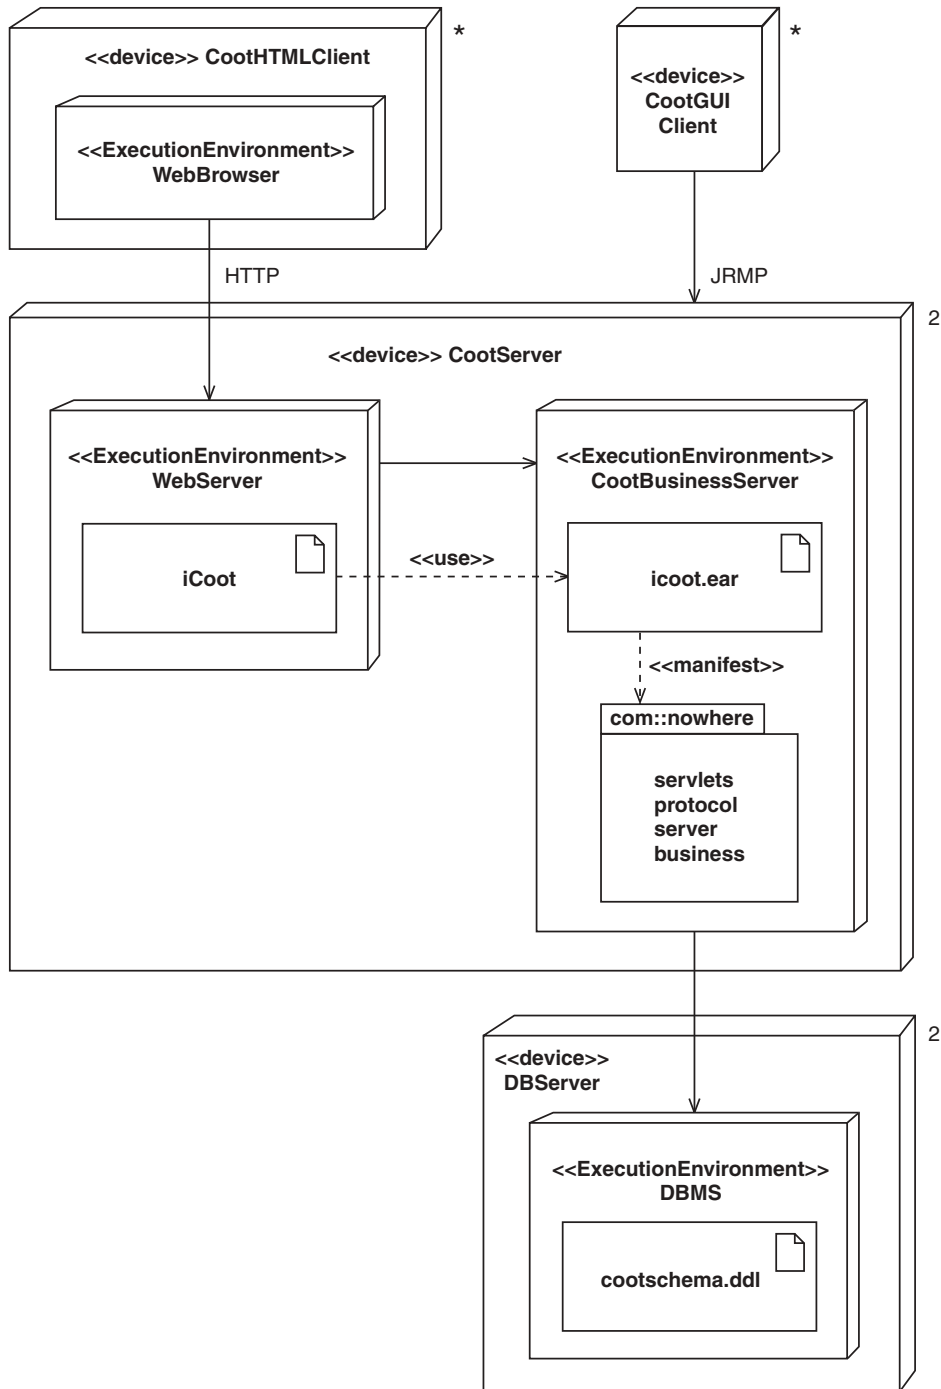 *
<<device>> CootHTMLClient
<<ExecutionEnvironment>>
WebBrowser
*
<<device>>
CootGUI
Client
HTTP
JRMP
2
<<device>> CootServer
<<ExecutionEnvironment>>
WebServer
iCoot
<<use>>
<<ExecutionEnvironment>>
CootBusinessServer
icoot.ear
<<manifest>>
com::nowhere
servlets
protocol
server
business
2
<<device>>
DBServer
<<ExecutionEnvironment>>
DBMS
cootschema.ddl